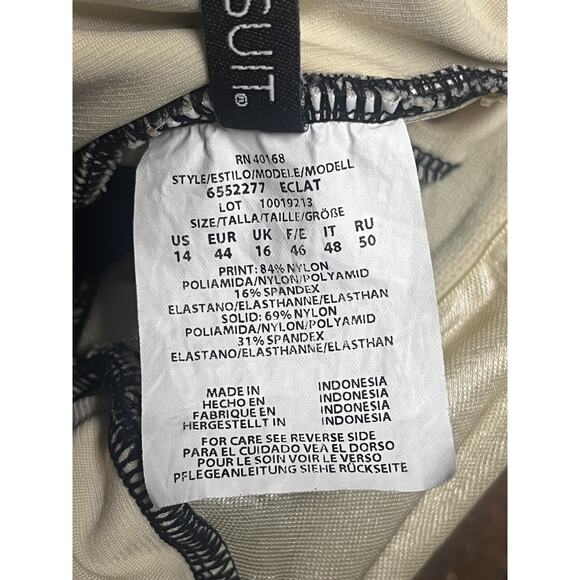 SUIT®
RN 40168
STYLE/ESTILO/MODELE/MODELL
6552277 ECLAT
LOT 10019213
SIZE/TALLA/TAILLE/GRÖßE
US EUR UK F/E IT RU
14 44 16 46 48 50
PRINT: 84% NYLON
POLIAMIDA/NYLON/POLYAMID
16% SPANDEX
ELASTANO/ELASTHANNE/ELASTHAN
SOLID: 69% NYLON
POLIAMIDA/NYLON/POLYAMID
31% SPANDEX
ELASTANO/ELASTHANNE/ELASTHAN
MADE IN INDONESIA
HECHO EN INDONESIA
FABRIQUE EN INDONESIA
HERGESTELLT IN INDONESIA
FOR CARE SEE REVERSE SIDE
PARA EL CUIDADO VEA AL DORSO
POUR LE SOIN VOIR LE VERSO
PFLEGEANLEITUNG SIEHE RÜCKSEITE